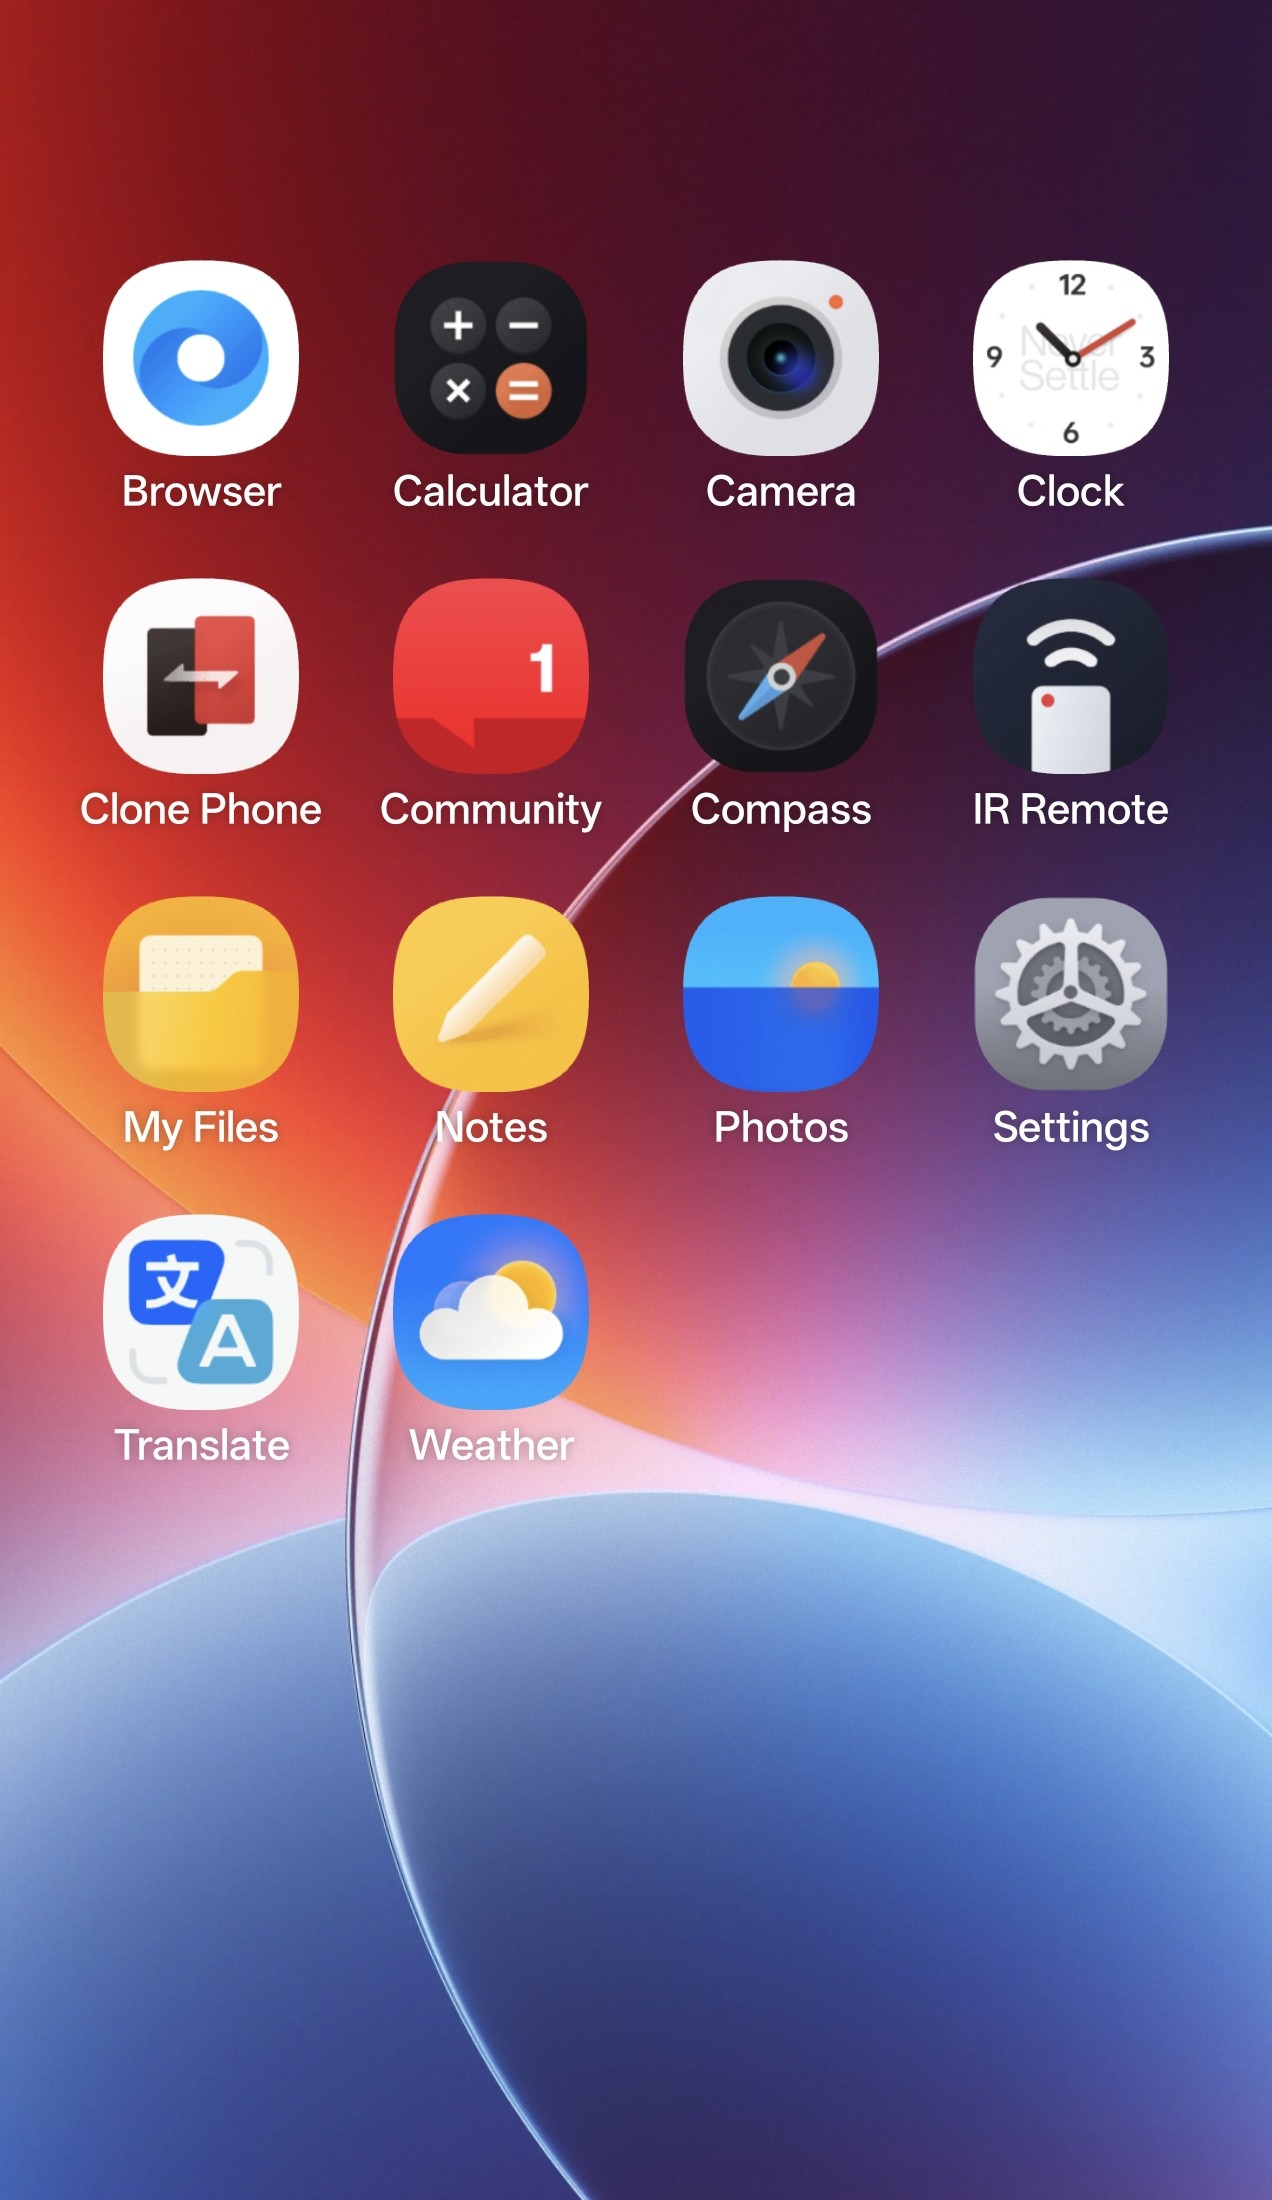 12
9
3
Never
Settle
6
Browser
Calculator
Camera
Clock
1
Clone Phone
Community
Compass
IR Remote
My Files
Notes
Photos
Settings
文
A
Translate
Weather